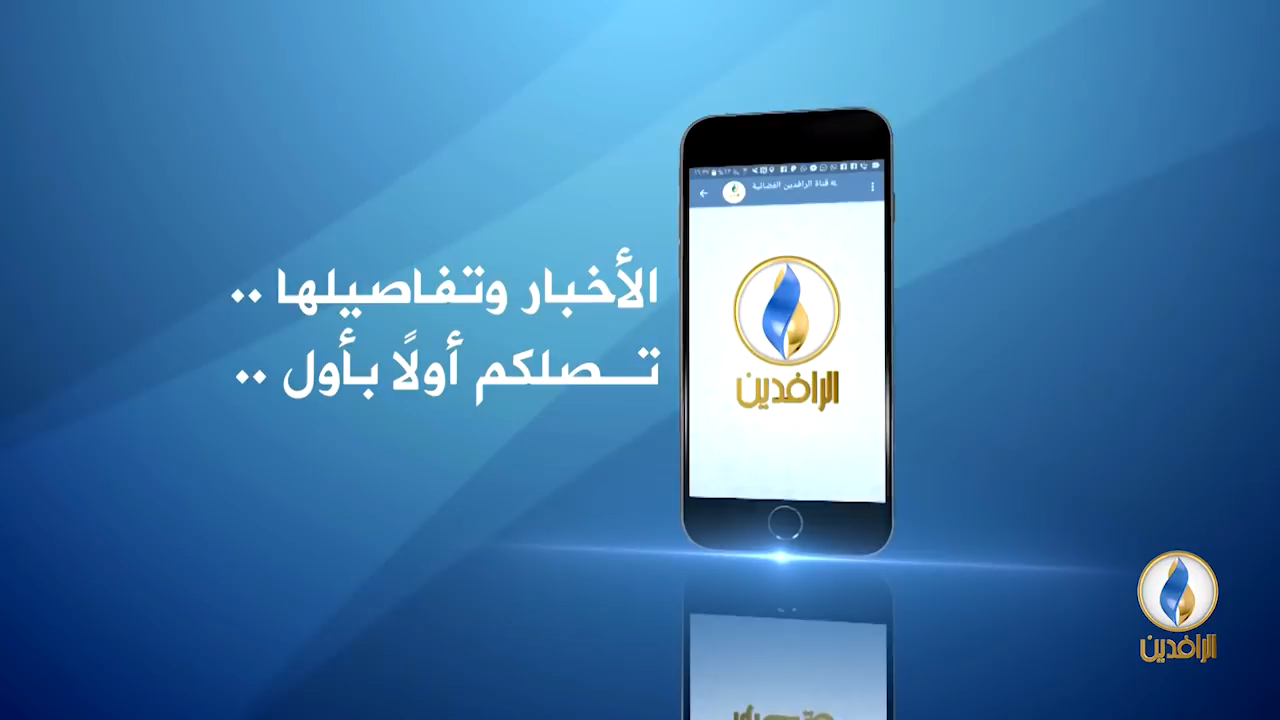 قناة الرافدين الفضائية
الأخبار وتفاصيلها ..
تـــصلكم أولًا بأول ..
الرافدين
الرافدين